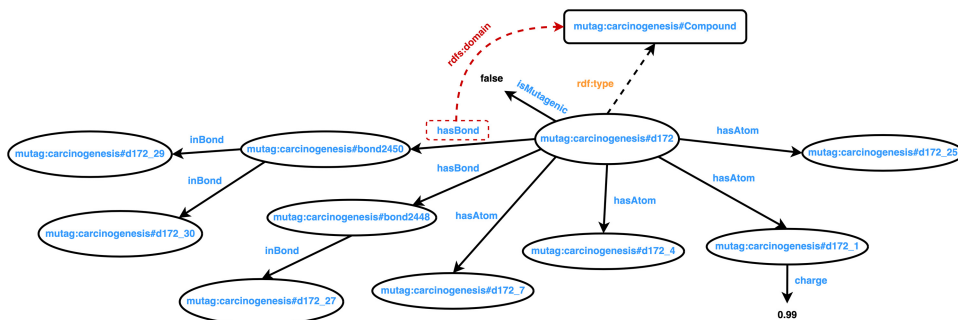 mutag:carcinogenesis#Compound
rdfs:domain
false
isMutagenic
rdf:type
hasBond
mutag:carcinogenesis#d172
hasAtom
inBond
mutag:carcinogenesis#d172_29
mutag:carcinogenesis#bond2450
mutag:carcinogenesis#d172_25
hasBond
hasAtom
inBond
hasAtom
hasAtom
mutag:carcinogenesis#bond2448
mutag:carcinogenesis#d172_30
inBond
mutag:carcinogenesis#d172_4
mutag:carcinogenesis#d172_1
charge
mutag:carcinogenesis#d172_7
mutag:carcinogenesis#d172_27
0.99